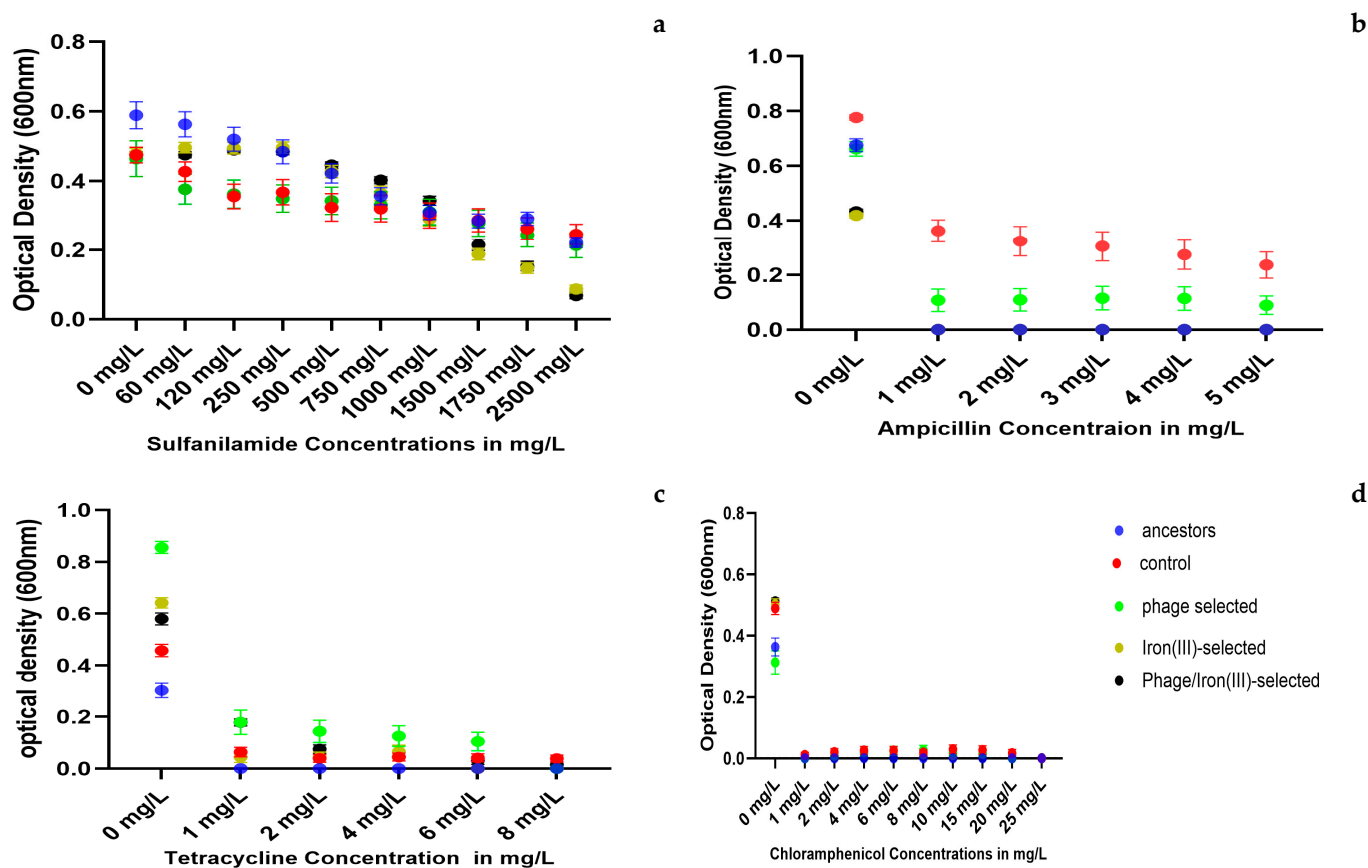 a
Optical Density (600nm)
0.8
0.6
0.4
0.2
0.0
0 mg/L
60 mg/L
120 mg/L
250 mg/L
500 mg/L
750 mg/L
1000 mg/L
1500 mg/L
1750 mg/L
2500 mg/L
Sulfanilamide Concentrations in mg/L
b
Optical Density (600nm)
1.0
0.8
0.6
0.4
0.2
0.0
0 mg/L
1 mg/L
2 mg/L
3 mg/L
4 mg/L
5 mg/L
Ampicillin Concentraion in mg/L
c
optical density (600nm)
1.0
0.8
0.6
0.4
0.2
0.0
0 mg/L
1 mg/L
2 mg/L
4 mg/L
6 mg/L
8 mg/L
Tetracycline Concentration in mg/L
d
Optical Density (600nm)
0.8
0.6
0.4
0.2
0.0
0 mg/L
1 mg/L
2 mg/L
4 mg/L
6 mg/L
8 mg/L
10 mg/L
15 mg/L
20 mg/L
25 mg/L
Chloramphenicol Concentrations in mg/L
ancestors
control
phage selected
Iron(III)-selected
Phage/Iron(III)-selected